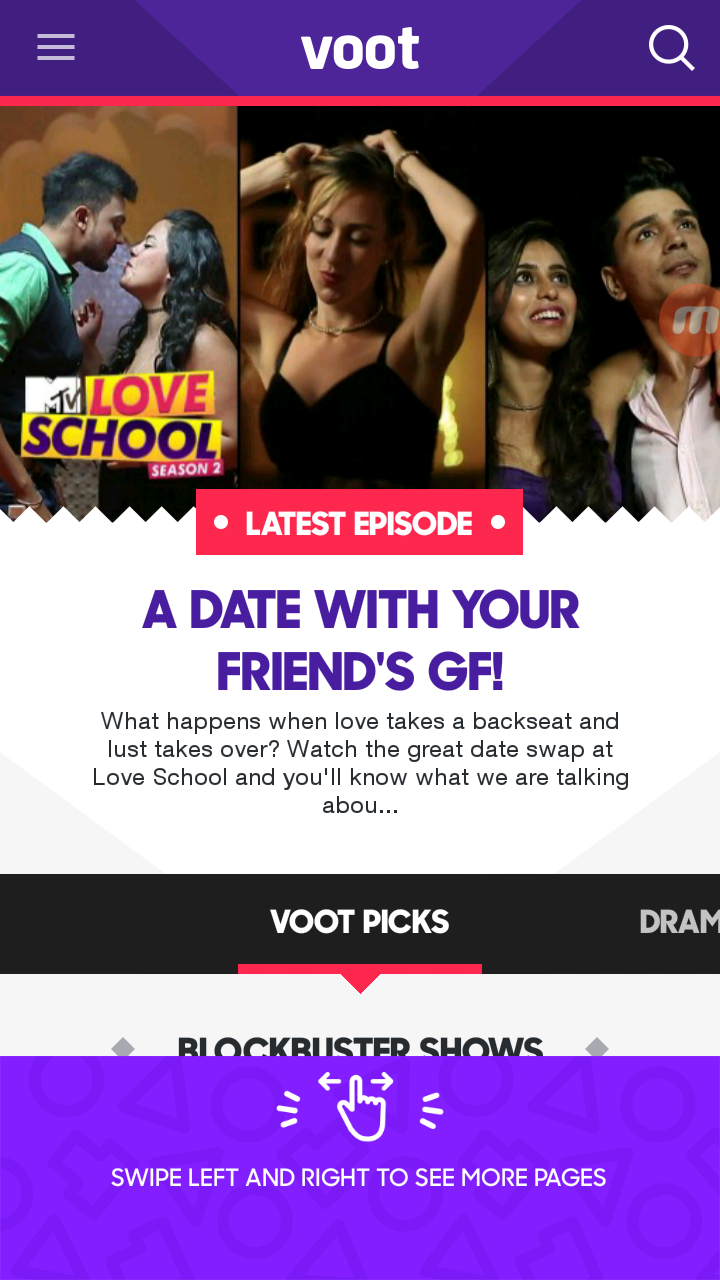 voot
m
MTV LOVE
SCHOOL
SEASON 2
LATEST EPISODE
A DATE WITH YOUR
FRIEND'S GF!
What happens when love takes a backseat and
lust takes over? Watch the great date swap at
Love School and you'll know what we are talking
abou...
VOOT PICKS
DRAM
BLOCKBUSTER SHOWS
SWIPE LEFT AND RIGHT TO SEE MORE PAGES